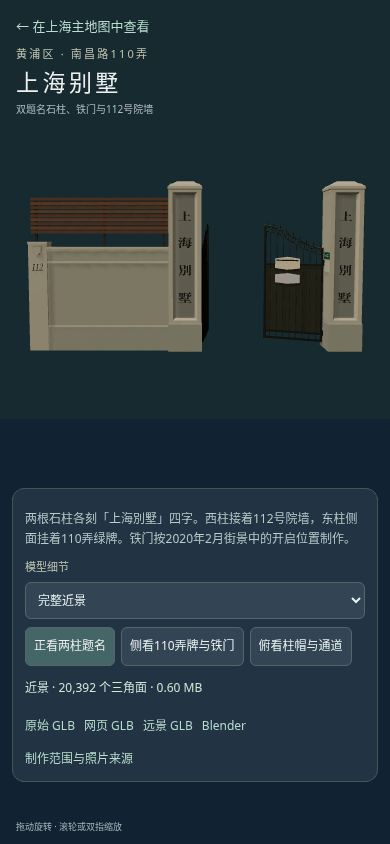 ← 在上海主地图中查看
黄浦区 · 南昌路110弄
上海别墅
双题名石柱、铁门与112号院墙
上海別墅
上海別墅
112
两根石柱各刻「上海別墅」四字。西柱接着112号院墙，东柱侧
面挂着110弄绿牌。铁门按2020年2月街景中的开启位置制作。
模型细节
完整近景
正看两柱题名
侧看110弄牌与铁门
俯看柱帽与通道
近景 · 20,392 个三角面 · 0.60 MB
原始 GLB 网页 GLB 远景 GLB Blender
制作范围与照片来源
拖动旋转 · 滚轮或双指缩放